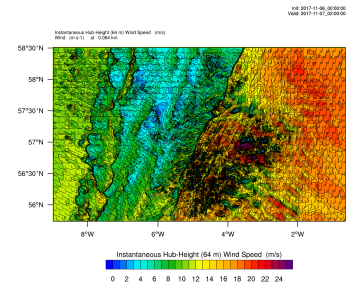 Init: 2017-11-06_00:00:00
Valid: 2017-11-07_02:00:00
Instantaneous Hub-Height (64 m) Wind Speed (m/s)
Wind (m s-1) at 0.064 km
58°30'N
58°N
57°30'N
57°N
56°30'N
56°N
8°W 6°W 4°W 2°W
Instantaneous Hub-Height (64 m) Wind Speed (m/s)
0 2 4 6 8 10 12 14 16 18 20 22 24